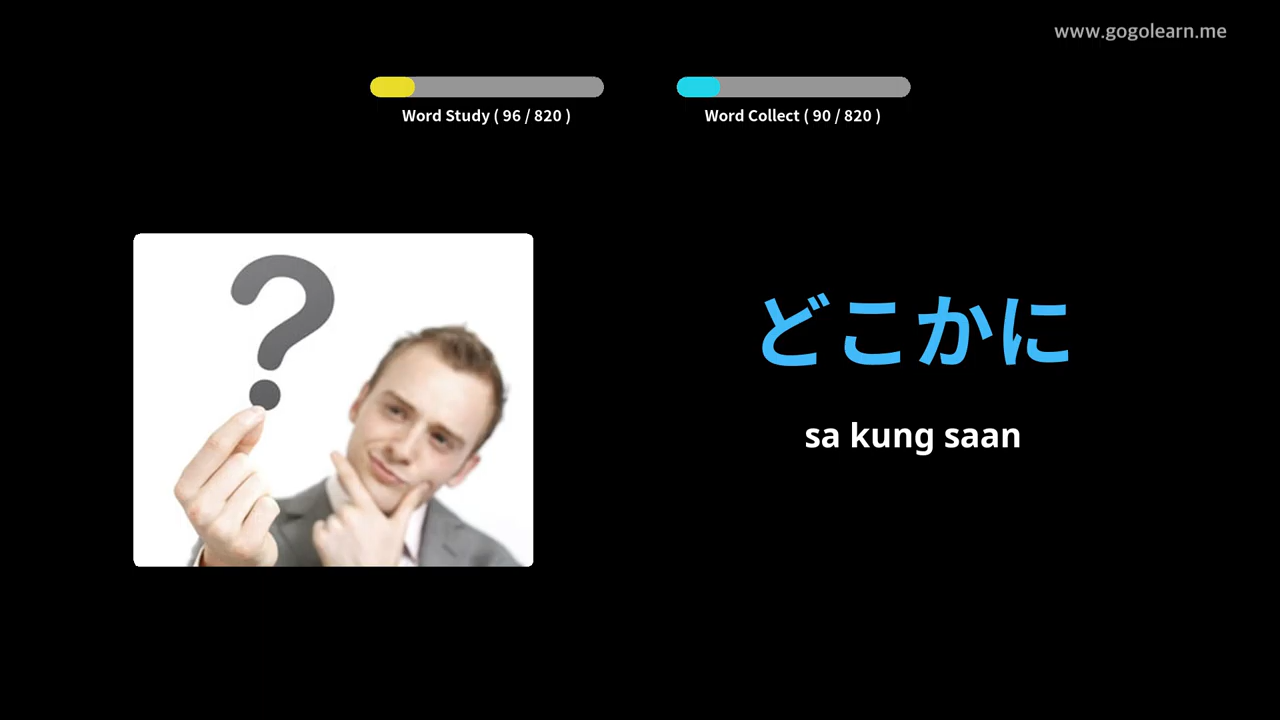 www.gogolearn.me
Word Study ( 96 / 820 )
Word Collect ( 90 / 820 )
?
どこかに
sa kung saan